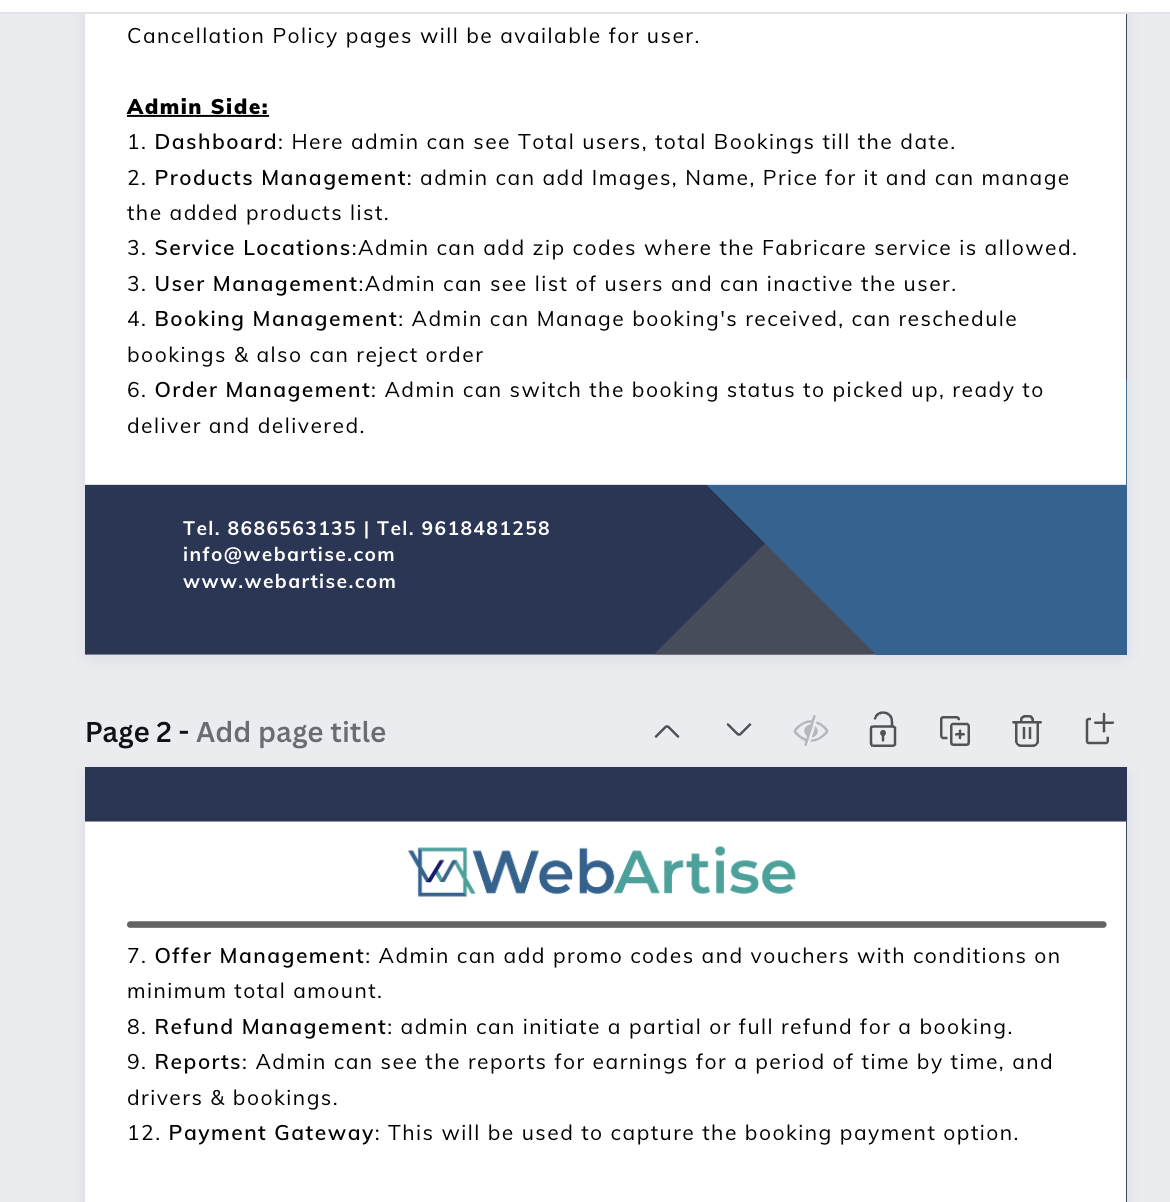 Cancellation Policy pages will be available for user.
Admin Side:
1. Dashboard: Here admin can see Total users, total Bookings till the date.
2. Products Management: admin can add Images, Name, Price for it and can manage
the added products list.
3. Service Locations:Admin can add zip codes where the Fabricare service is allowed.
3. User Management:Admin can see list of users and can inactive the user.
4. Booking Management: Admin can Manage booking's received, can reschedule
bookings & also can reject order
6. Order Management: Admin can switch the booking status to picked up, ready to
deliver and delivered.
Tel. 8686563135 | Tel. 9618481258
info@webartise.com
www.webartise.com
Page 2 - Add page title
WebArtise
7. Offer Management: Admin can add promo codes and vouchers with conditions on
minimum total amount.
8. Refund Management: admin can initiate a partial or full refund for a booking.
9. Reports: Admin can see the reports for earnings for a period of time by time, and
drivers & bookings.
12. Payment Gateway: This will be used to capture the booking payment option.